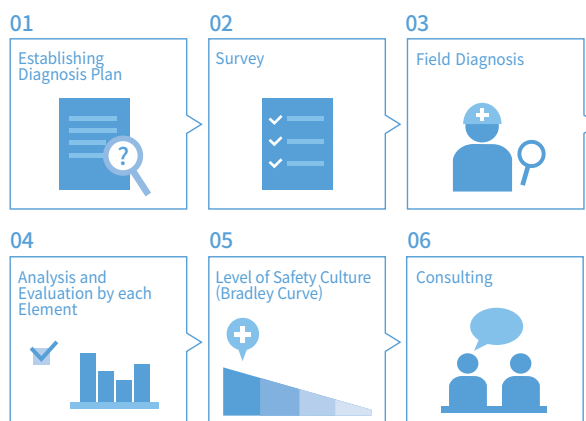 01
Establishing
Diagnosis Plan
?
02
Survey
03
Field Diagnosis
04
Analysis and
Evaluation by each
Element
05
Level of Safety Culture
(Bradley Curve)
06
Consulting